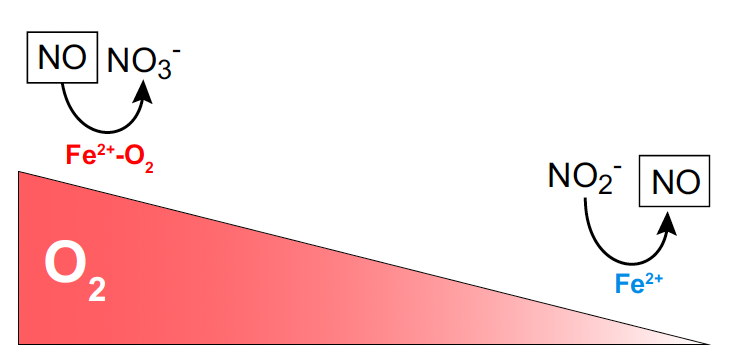 NO NO₃⁻
Fe²⁺-O₂
NO₂⁻ NO
Fe²⁺
O₂